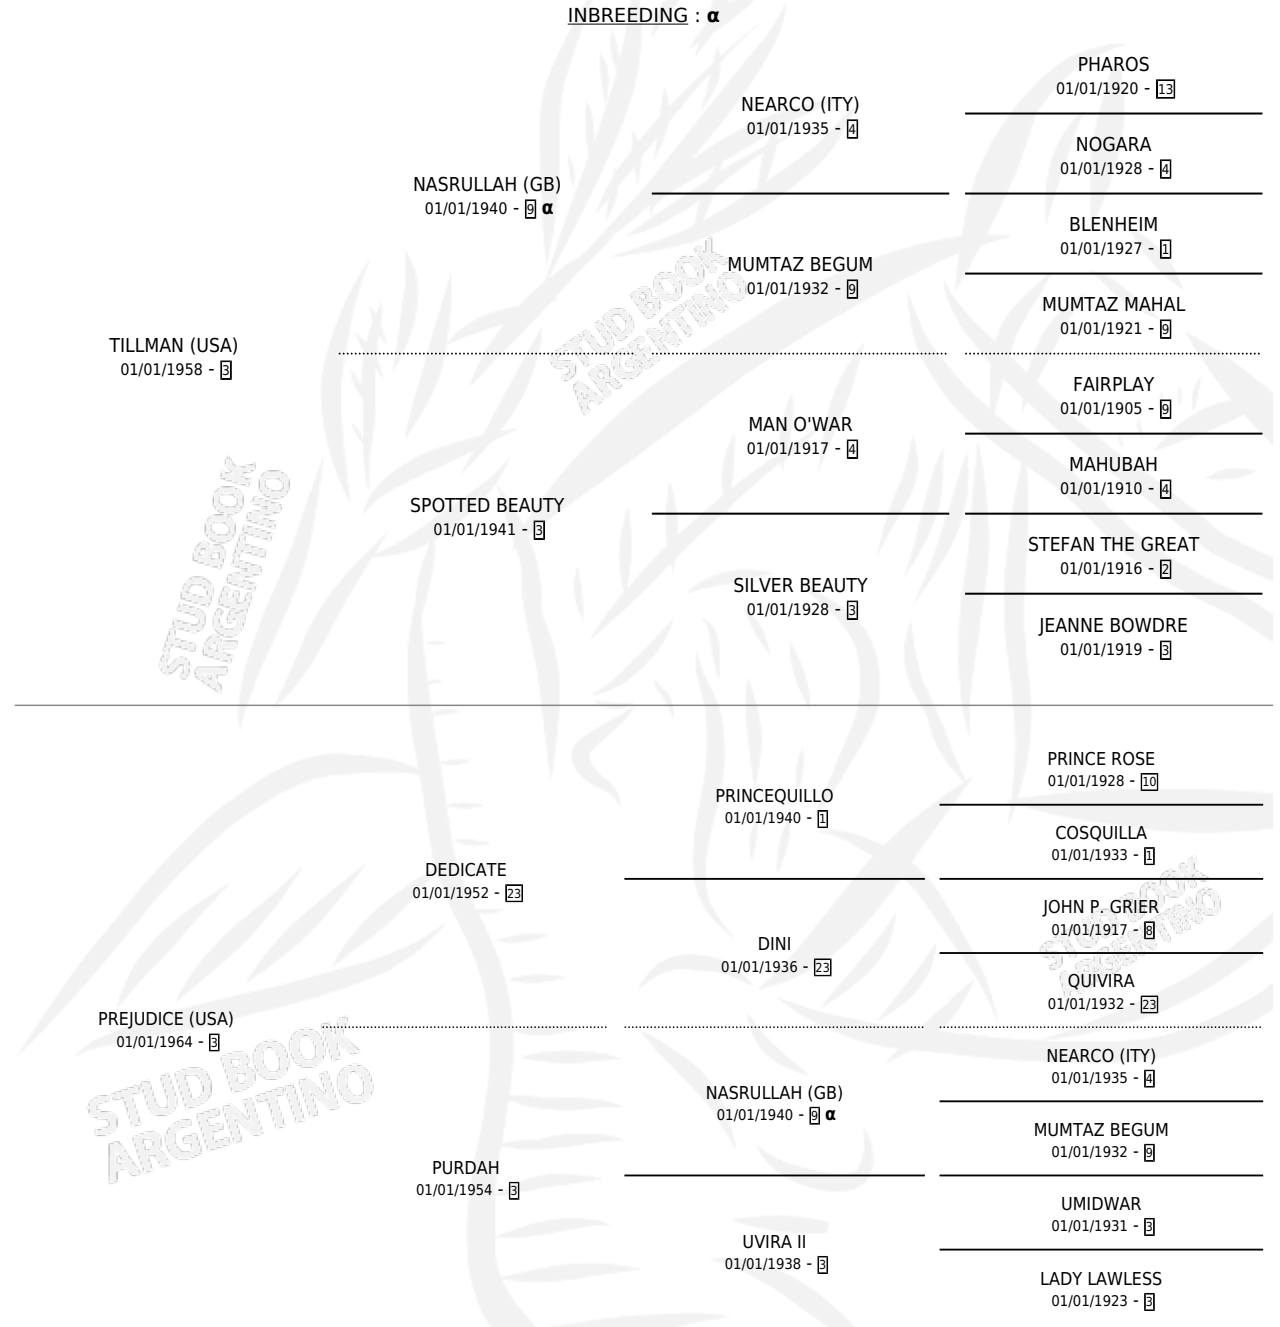 INBREEDING : α
PHAROS
01/01/1920 - 13
NEARCO (ITY)
01/01/1935 - 4
NOGARA
01/01/1928 - 4
NASRULLAH (GB)
01/01/1940 - 9 α
BLENHEIM
01/01/1927 - 1
MUMTAZ BEGUM
01/01/1932 - 9
MUMTAZ MAHAL
01/01/1921 - 9
TILLMAN (USA)
01/01/1958 - 3
FAIRPLAY
01/01/1905 - 9
MAN O'WAR
01/01/1917 - 4
MAHUBAH
01/01/1910 - 4
SPOTTED BEAUTY
01/01/1941 - 3
STEFAN THE GREAT
01/01/1916 - 2
SILVER BEAUTY
01/01/1928 - 3
JEANNE BOWDRE
01/01/1919 - 3
PRINCE ROSE
01/01/1928 - 10
PRINCEQUILLO
01/01/1940 - 1
COSQUILLA
01/01/1933 - 1
DEDICATE
01/01/1952 - 23
JOHN P. GRIER
01/01/1917 - 8
DINI
01/01/1936 - 23
QUIVIRA
01/01/1932 - 23
PREJUDICE (USA)
01/01/1964 - 3
NEARCO (ITY)
01/01/1935 - 4
NASRULLAH (GB)
01/01/1940 - 9 α
MUMTAZ BEGUM
01/01/1932 - 9
PURDAH
01/01/1954 - 3
UMIDWAR
01/01/1931 - 3
UVIRA II
01/01/1938 - 3
LADY LAWLESS
01/01/1923 - 3
STUD BOOK
ARGENTINO
STUD BOOK
ARGENTINO
STUD BOOK
ARGENTINO
STUD BOOK
ARGENTINO